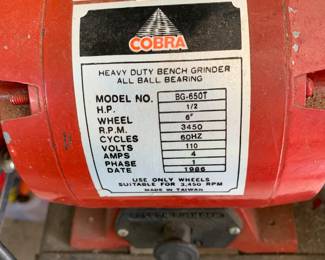 COBRA
HEAVY DUTY BENCH GRINDER
ALL BALL BEARING
MODEL NO. BG-650T
H.P. 1/2
WHEEL 6"
R.P.M. 3450
CYCLES 60HZ
VOLTS 110
AMPS 4
PHASE 1
DATE 1986
USE ONLY WHEELS
SUITABLE FOR 3,450 RPM
MADE IN TAIWAN